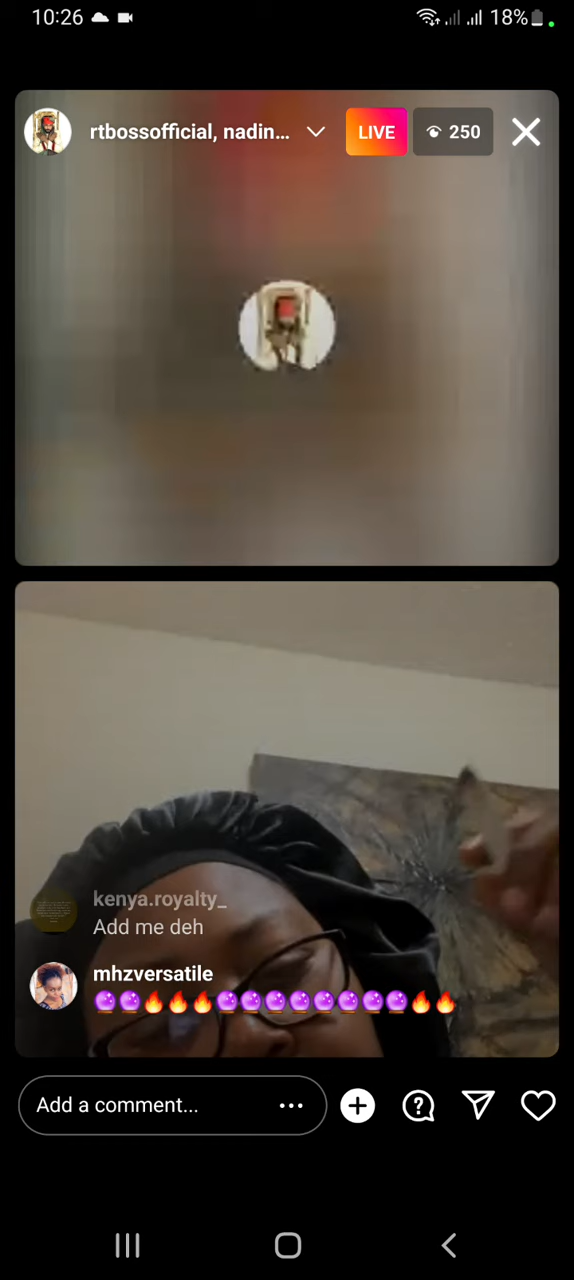 10:26 18%
rtbossofficial, nadin... LIVE 250
kenya.royalty_
Add me deh
mhzversatile
🔮🔮🔥🔥🔥🔮🔮🔮🔮🔮🔮🔮🔮🔥🔥
Add a comment...